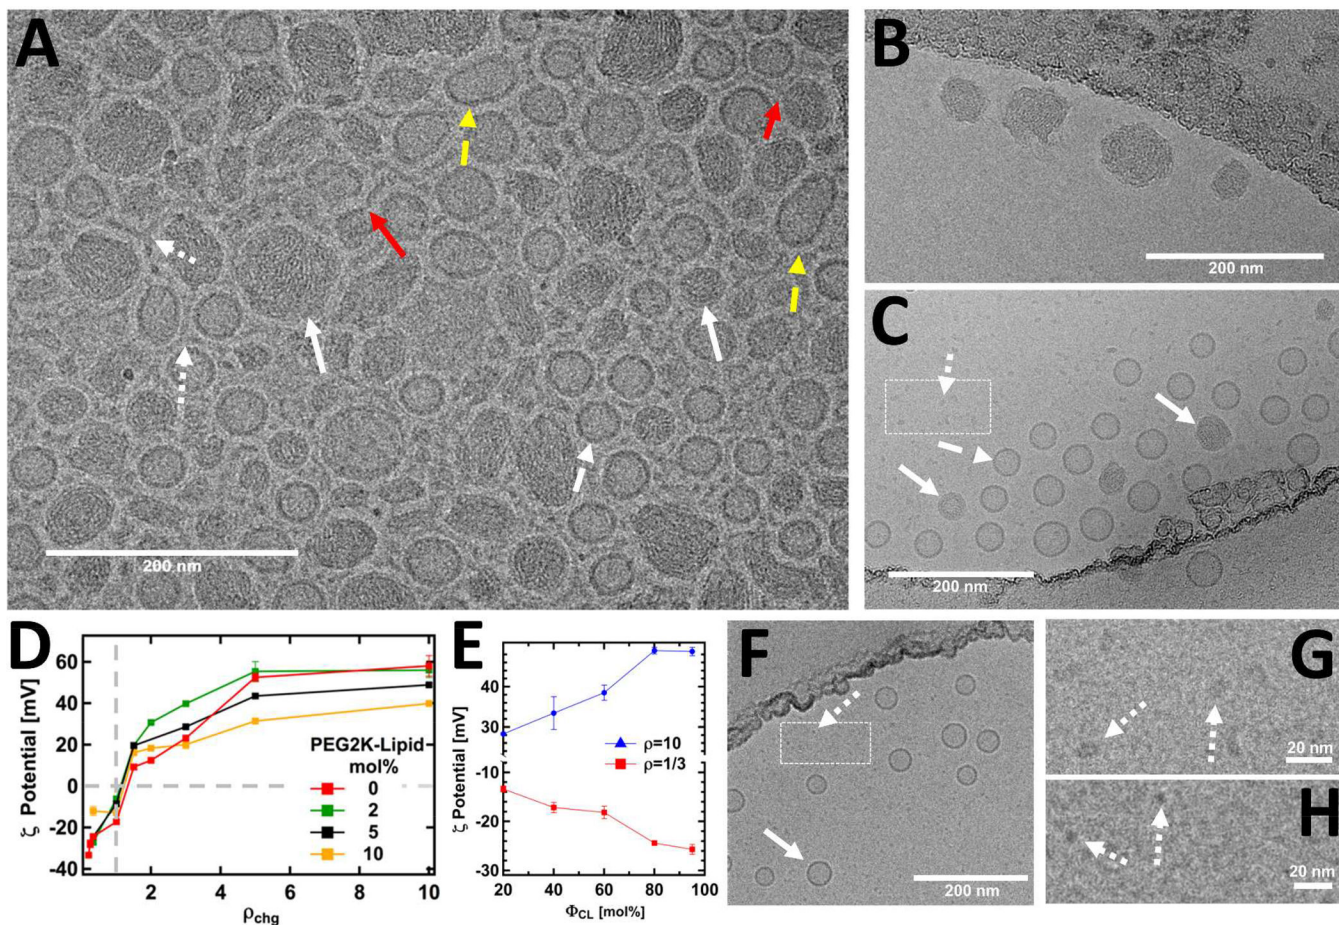 A
200 nm
B
200 nm
C
200 nm
D
ζ Potential [mV]
60
40
20
0
-20
-40
2
4
6
8
10
ρchg
PEG2K-Lipid
mol%
0
2
5
10
E
ζ Potential [mV]
40
30
-10
-20
-30
20
40
60
80
100
ΦCL [mol%]
ρ=10
ρ=1/3
F
200 nm
G
20 nm
H
20 nm